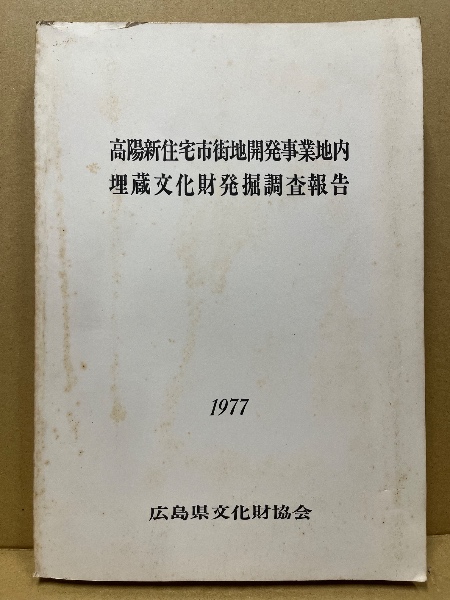 高陽新住宅市街地開発事業地内
埋蔵文化財発掘調査報告
1977
広島県文化財協会